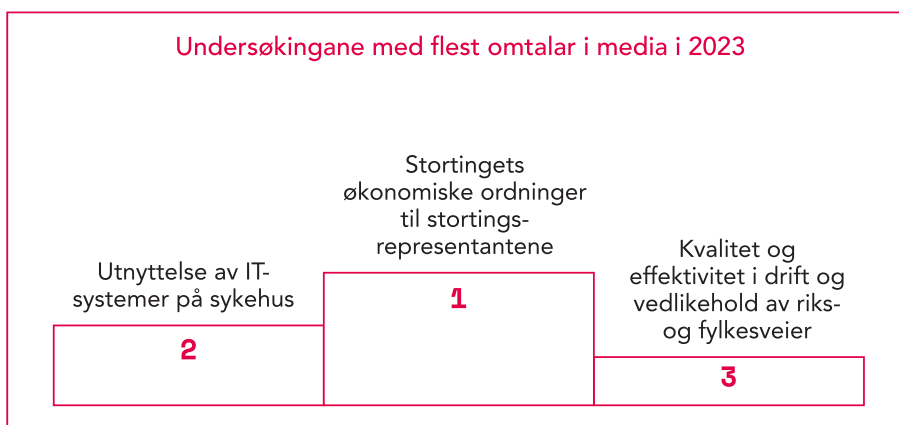 Undersøkingane med flest omtalar i media i 2023
Utnyttelse av IT-
systemer på sykehus
2
Stortingets
økonomiske ordninger
til stortings-
representantene
1
Kvalitet og
effektivitet i drift og
vedlikehold av riks-
og fylkesveier
3